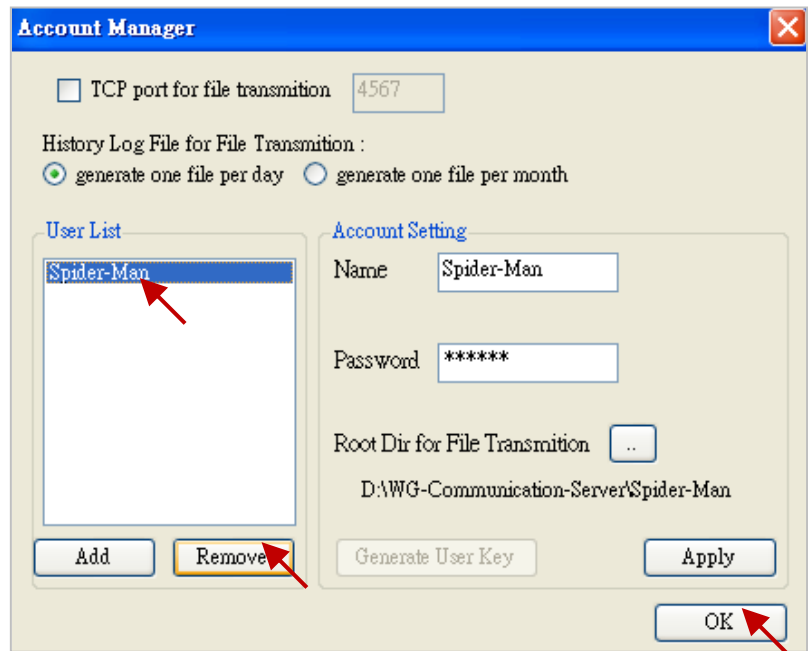 Account Manager
TCP port for file transmition 4567
History Log File for File Transmition :
generate one file per day generate one file per month
User List
Spider-Man
Add Remove
Account Setting
Name Spider-Man
Password ******
Root Dir for File Transmition ..
D:\WG-Communication-Server\Spider-Man
Generate User Key Apply
OK